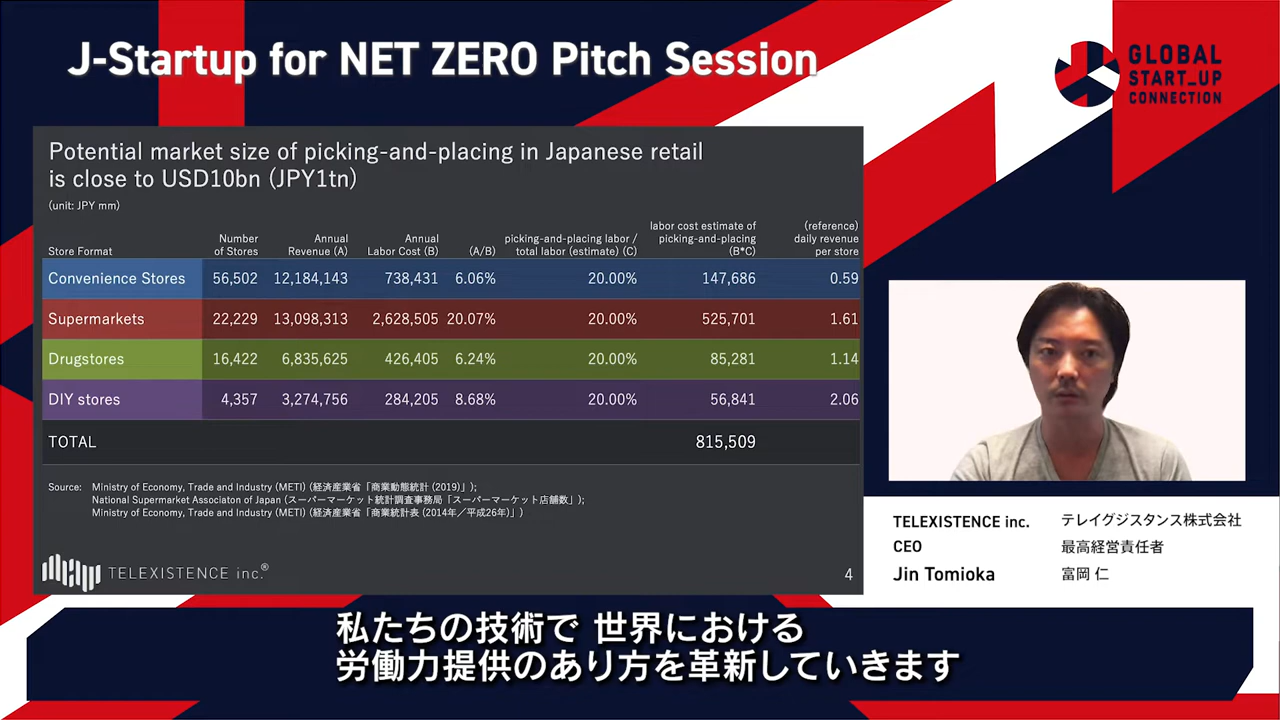 J-Startup for NET ZERO Pitch Session
GLOBAL
START_UP
CONNECTION
Potential market size of picking-and-placing in Japanese retail
is close to USD10bn (JPY1tn)
(unit: JPY mm)
Store Format
Number
of Stores
Annual
Revenue (A)
Annual
Labor Cost (B)
(A/B)
picking-and-placing labor /
total labor (estimate) (C)
labor cost estimate of
picking-and-placing
(B*C)
(reference)
daily revenue
per store
Convenience Stores 56,502 12,184,143 738,431 6.06% 20.00% 147,686 0.59
Supermarkets 22,229 13,098,313 2,628,505 20.07% 20.00% 525,701 1.61
Drugstores 16,422 6,835,625 426,405 6.24% 20.00% 85,281 1.14
DIY stores 4,357 3,274,756 284,205 8.68% 20.00% 56,841 2.06
TOTAL 815,509
Source: Ministry of Economy, Trade and Industry (METI) (経済産業省「商業動態統計 (2019)」);
National Supermarket Associaton of Japan (スーパーマーケット統計調査事務局「スーパーマーケット店舗数」);
Ministry of Economy, Trade and Industry (METI) (経済産業省「商業統計表 (2014年／平成26年)」)
TELEXISTENCE inc.®
4
TELEXISTENCE inc. テレイグジスタンス株式会社
CEO 最高経営責任者
Jin Tomioka 富岡 仁
私たちの技術で 世界における
労働力提供のあり方を革新していきます